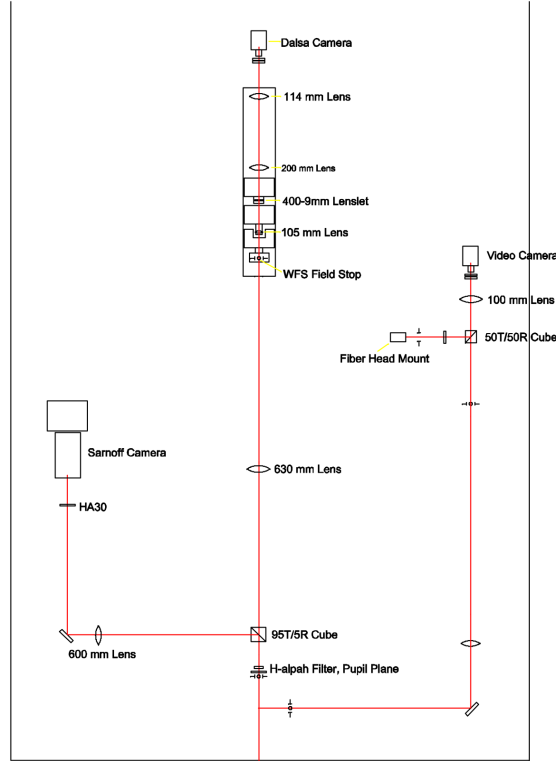 Dalsa Camera
114 mm Lens
200 mm Lens
400-9mm Lenslet
105 mm Lens
WFS Field Stop
Video Camera
100 mm Lens
50T/50R Cube
Fiber Head Mount
Sarnoff Camera
630 mm Lens
HA30
95T/5R Cube
600 mm Lens
H-alpah Filter, Pupil Plane